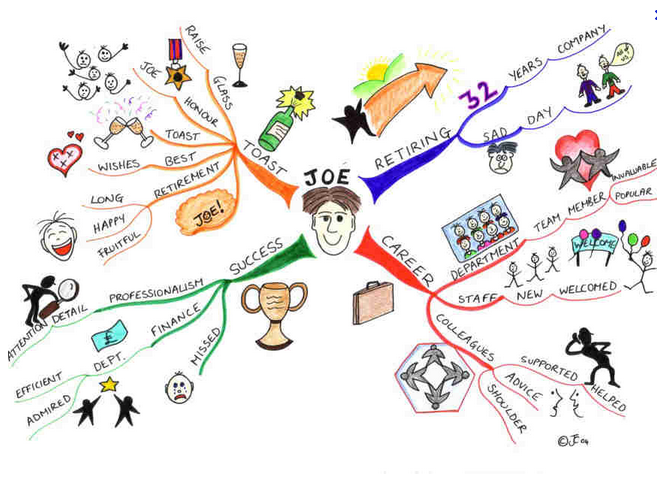 JOE
RETIRING
32
YEARS
COMPANY
SAD
DAY
CAREER
DEPARTMENT
TEAM MEMBER
INVALUABLE
POPULAR
STAFF
NEW
WELCOMED
WELCOME
COLLEAGUES
SUPPORTED
HELPED
ADVICE
SHOULDER
SUCCESS
PROFESSIONALISM
DETAIL
ATTENTION
FINANCE
DEPT.
EFFICIENT
ADMIRED
MISSED
£
TOAST
RAISE
GLASS
JOE
HONOUR
TOAST
BEST
WISHES
RETIREMENT
LONG
HAPPY
FRUITFUL
JOE!